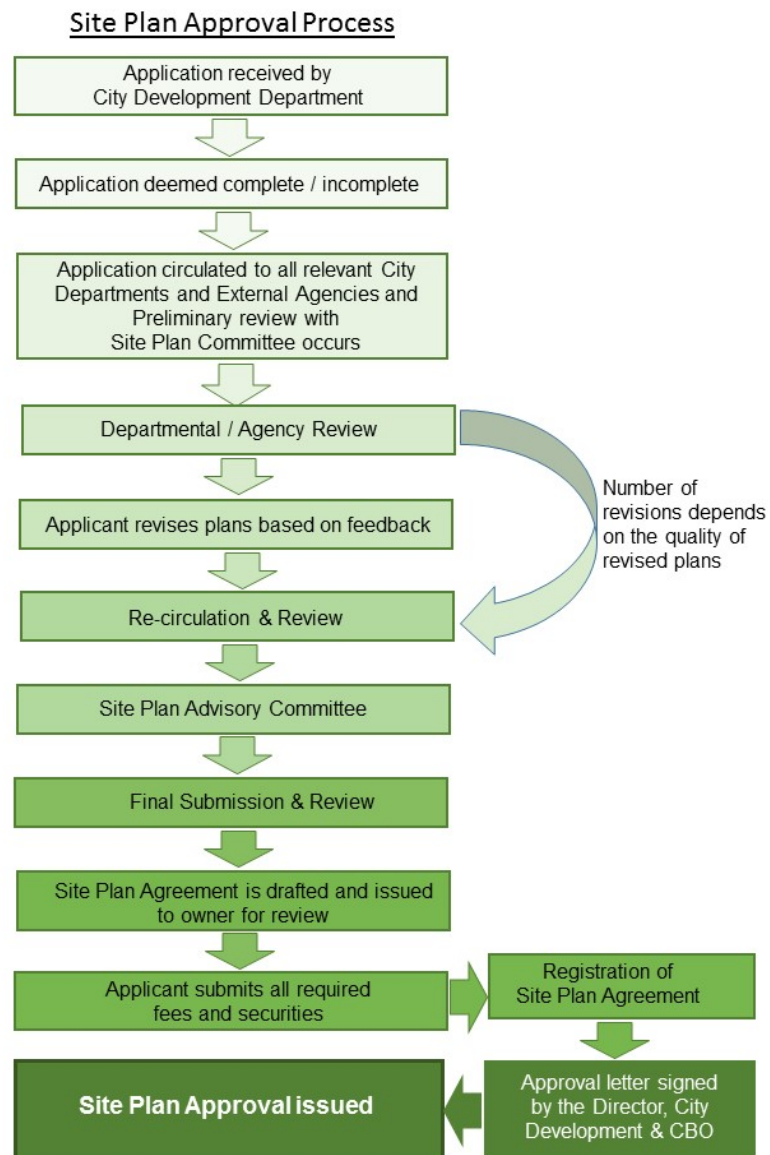 Site Plan Approval Process
Application received by
City Development Department
Application deemed complete / incomplete
Application circulated to all relevant City
Departments and External Agencies and
Preliminary review with
Site Plan Committee occurs
Departmental / Agency Review
Number of
revisions depends
on the quality of
revised plans
Applicant revises plans based on feedback
Re-circulation & Review
Site Plan Advisory Committee
Final Submission & Review
Site Plan Agreement is drafted and issued
to owner for review
Applicant submits all required
fees and securities
Registration of
Site Plan Agreement
Approval letter signed
by the Director, City
Development & CBO
Site Plan Approval issued